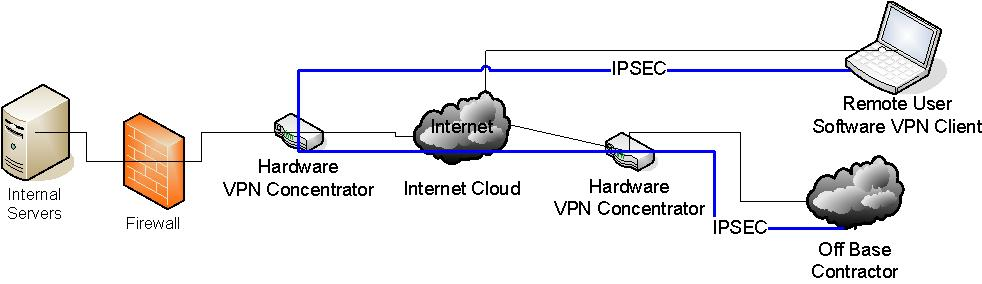 IPSEC
Remote User
Software VPN Client
Internet
Hardware
VPN Concentrator
Internet Cloud
Hardware
VPN Concentrator
Internal
Servers
Firewall
IPSEC
Off Base
Contractor